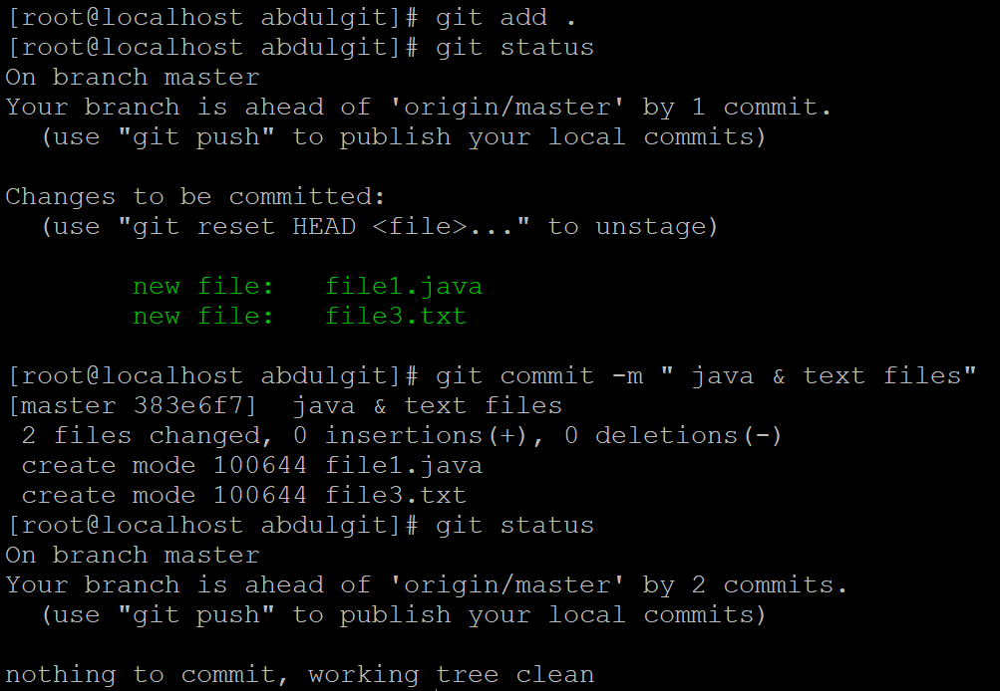 [root@localhost abdulgit]# git add .
[root@localhost abdulgit]# git status
On branch master
Your branch is ahead of 'origin/master' by 1 commit.
  (use "git push" to publish your local commits)

Changes to be committed:
  (use "git reset HEAD <file>..." to unstage)

        new file:   file1.java
        new file:   file3.txt

[root@localhost abdulgit]# git commit -m " java & text files"
[master 383e6f7]  java & text files
 2 files changed, 0 insertions(+), 0 deletions(-)
 create mode 100644 file1.java
 create mode 100644 file3.txt
[root@localhost abdulgit]# git status
On branch master
Your branch is ahead of 'origin/master' by 2 commits.
  (use "git push" to publish your local commits)

nothing to commit, working tree clean